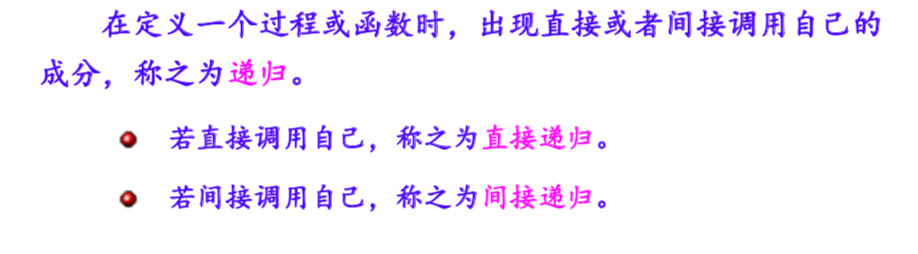 在定义一个过程或函数时，出现直接或者间接调用自己的
成分，称之为递归。
若直接调用自己，称之为直接递归。
若间接调用自己，称之为间接递归。